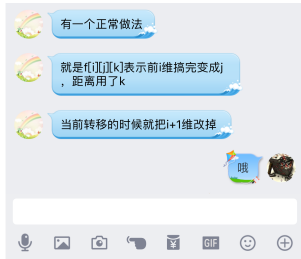 有一个正常做法
就是f[i][j][k]表示前i维搞完变成j
，距离用了k
当前转移的时候就把i+1维改掉
哦
GIF